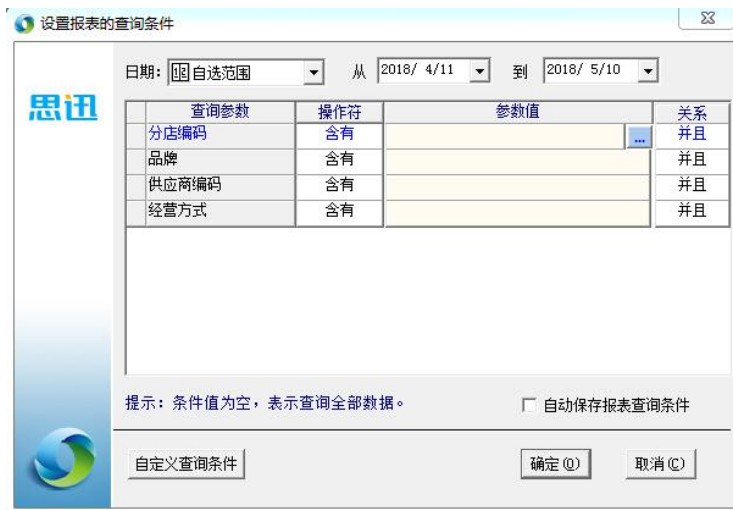 设置报表的查询条件
思迅
日期: 自选范围 从 2018/ 4/11 到 2018/ 5/10
查询参数 操作符 参数值 关系
分店编码 含有 ... 并且
品牌 含有 并且
供应商编码 含有 并且
经营方式 含有 并且
提示: 条件值为空，表示查询全部数据。 自动保存报表查询条件
自定义查询条件 确定(O) 取消(C)